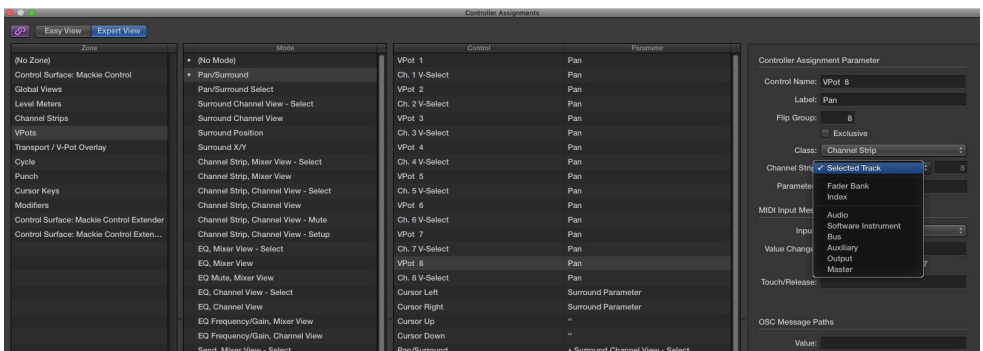 Controller Assignments
Easy View Expert View
Zone Mode Control Parameter
(No Zone) • (No Mode) VPot 1 Pan
Control Surface: Mackie Control • Pan/Surround Ch. 1 V-Select Pan
Global Views Pan/Surround Select VPot 2 Pan
Level Meters Surround Channel View - Select Ch. 2 V-Select Pan
Channel Strips Surround Channel View VPot 3 Pan
VPots Surround Position Ch. 3 V-Select Pan
Transport / V-Pot Overlay Surround X/Y VPot 4 Pan
Cycle Channel Strip, Mixer View - Select Ch. 4 V-Select Pan
Punch Channel Strip, Mixer View VPot 5 Pan
Cursor Keys Channel Strip, Channel View - Select Ch. 5 V-Select Pan
Modifiers Channel Strip, Channel View VPot 6 Pan
Control Surface: Mackie Control Extender Channel Strip, Channel View - Mute Ch. 6 V-Select Pan
Control Surface: Mackie Control Exten... Channel Strip, Channel View - Setup VPot 7 Pan
EQ, Mixer View - Select Ch. 7 V-Select Pan
EQ, Mixer View VPot 8 Pan
EQ Mute, Mixer View Ch. 8 V-Select Pan
EQ, Channel View - Select Cursor Left Surround Parameter
EQ, Channel View Cursor Right Surround Parameter
EQ Frequency/Gain, Mixer View Cursor Up "
EQ Frequency/Gain, Channel View Cursor Down "
Send, Mixer View - Select Pan/Surround › Surround Channel View - Select
Controller Assignment Parameter
Control Name: VPot 8
Label: Pan
Flip Group: 8
Exclusive
Class: Channel Strip
Channel Strip ✓ Selected Track 8
Fader Bank
Index
Audio
Software Instrument
Bus
Auxiliary
Output
Master
Parameter
MIDI Input Mes
Input
Value Change
7
Touch/Release:
OSC Message Paths
Value: